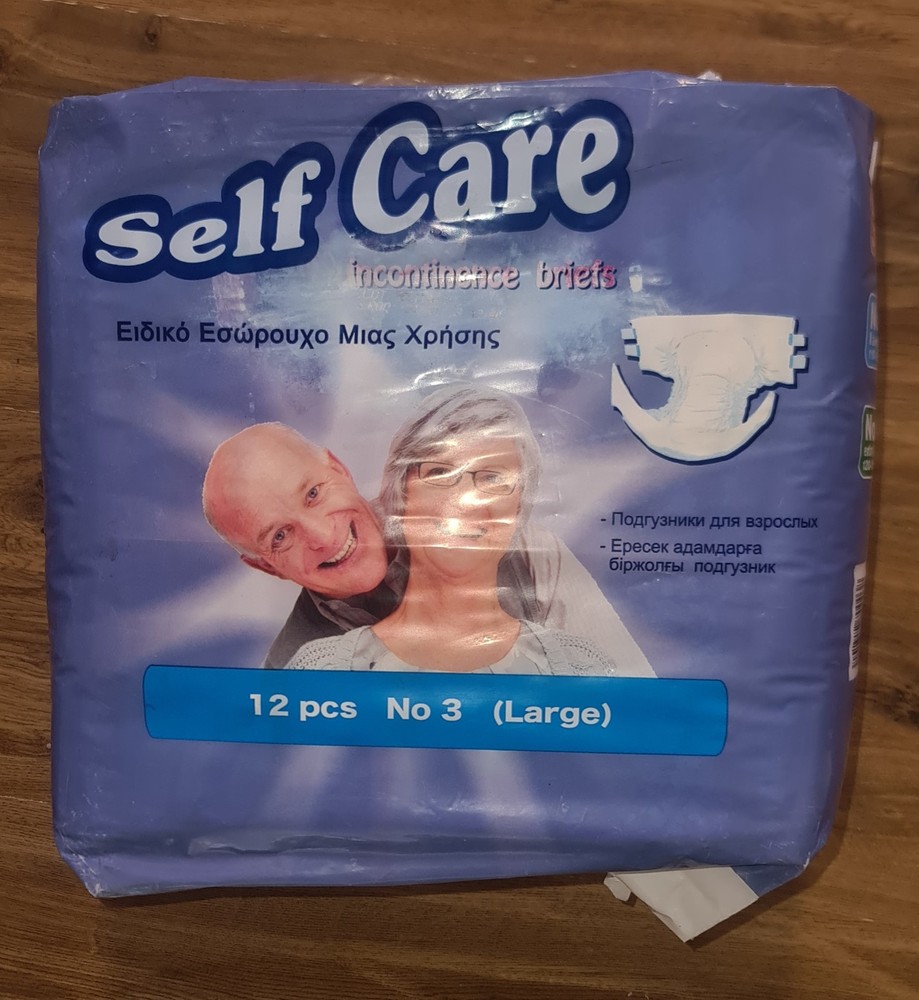 Self Care
incontinence briefs
Ειδικό Εσώρουχο Μιας Χρήσης
- Подгузники для взрослых
- Ересек адамдарға
біржолғы подгузник
12 pcs No 3 (Large)